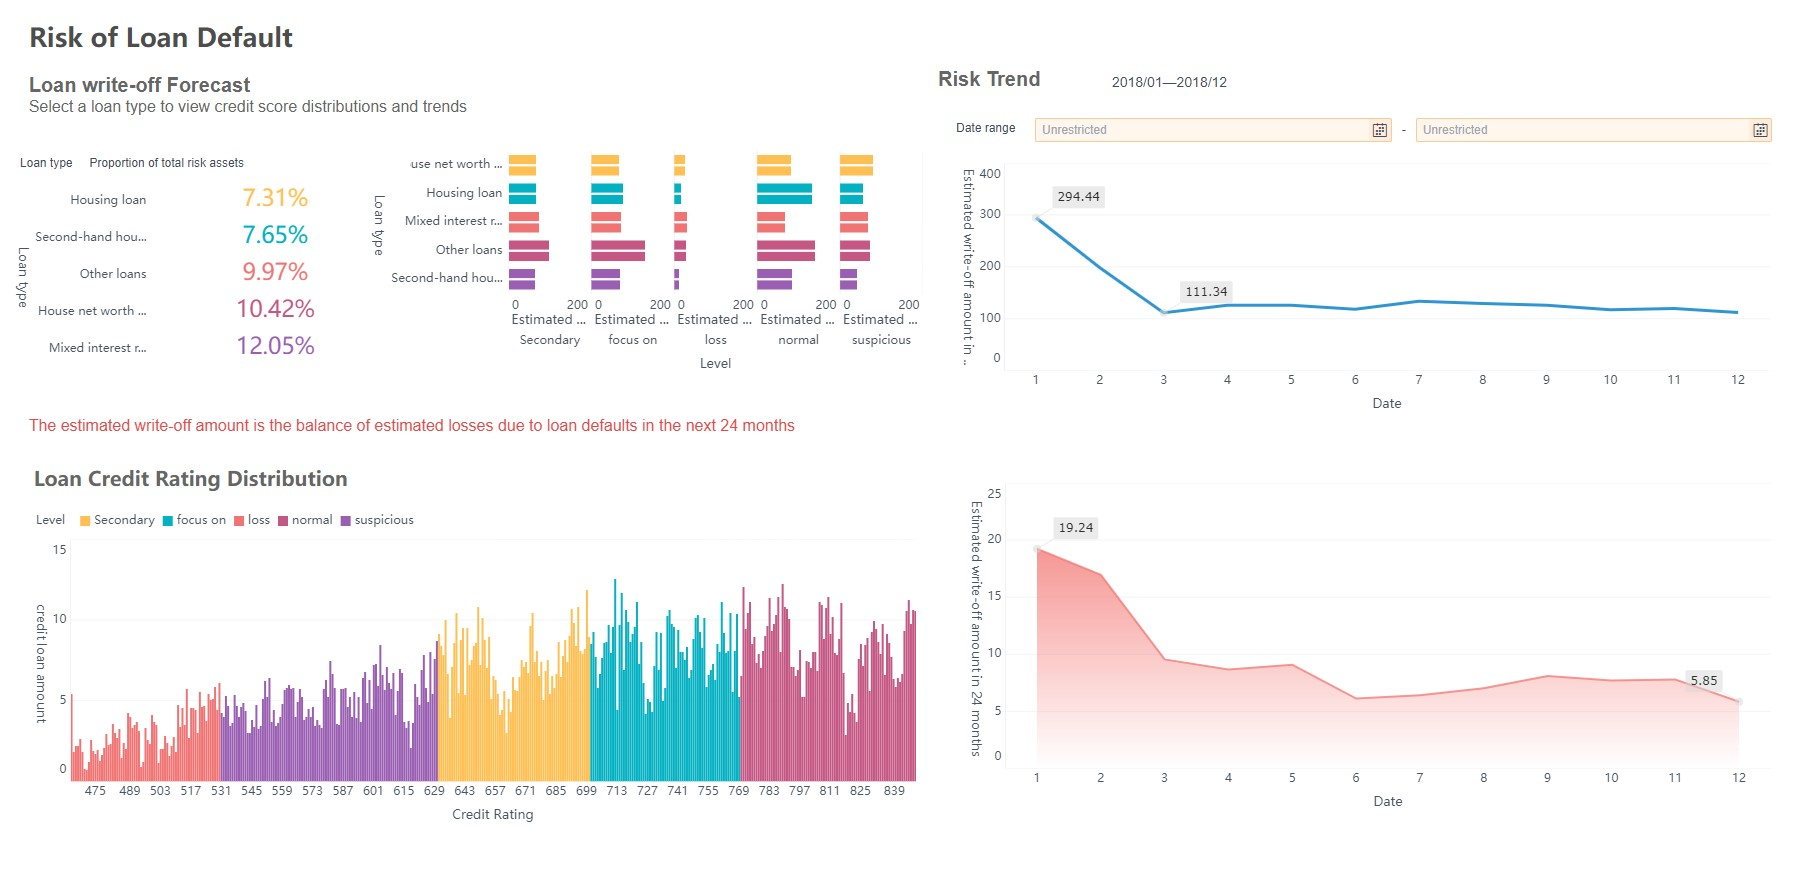 Risk of Loan Default
Loan write-off Forecast
Select a loan type to view credit score distributions and trends
Loan type Proportion of total risk assets
Loan type
Housing loan 7.31%
Second-hand hou... 7.65%
Other loans 9.97%
House net worth ... 10.42%
Mixed interest r... 12.05%
Loan type
use net worth ...
Housing loan
Mixed interest r...
Other loans
Second-hand hou...
0 200 0 200 0 200 0 200 0 200
Estimated ... Estimated ... Estimated ... Estimated ... Estimated ...
Secondary focus on loss normal suspicious
Level
Risk Trend 2018/01—2018/12
Date range Unrestricted - Unrestricted
Estimated write-off amount in ..
400
300
200
100
0
294.44
111.34
1 2 3 4 5 6 7 8 9 10 11 12
Date
The estimated write-off amount is the balance of estimated losses due to loan defaults in the next 24 months
Loan Credit Rating Distribution
Level Secondary focus on loss normal suspicious
credit loan amount
15
10
5
0
475 489 503 517 531 545 559 573 587 601 615 629 643 657 671 685 699 713 727 741 755 769 783 797 811 825 839
Credit Rating
Estimated write-off amount in 24 months
25
20
15
10
5
0
19.24
5.85
1 2 3 4 5 6 7 8 9 10 11 12
Date